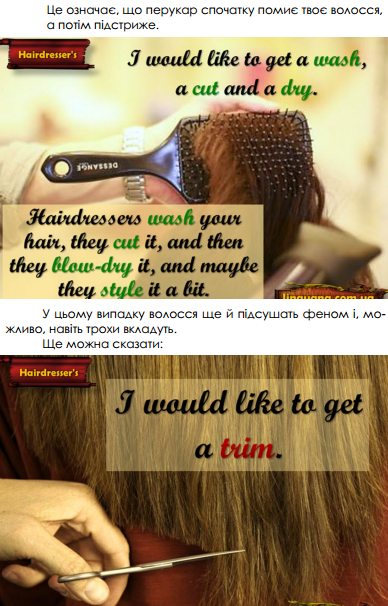 Це означає, що перукар спочатку помиє твоє волосся,
а потім підстриже.
Hairdresser's
I would like to get a wash,
a cut and a dry.
DESSANGE
Hairdressers wash your
hair, they cut it, and then
they blow-dry it, and maybe
they style it a bit.
linguana.com.ua
У цьому випадку волосся ще й підсушать феном і, мо-
жливо, навіть трохи вкладуть.
Ще можна сказати:
Hairdresser's
I would like to get
a trim.